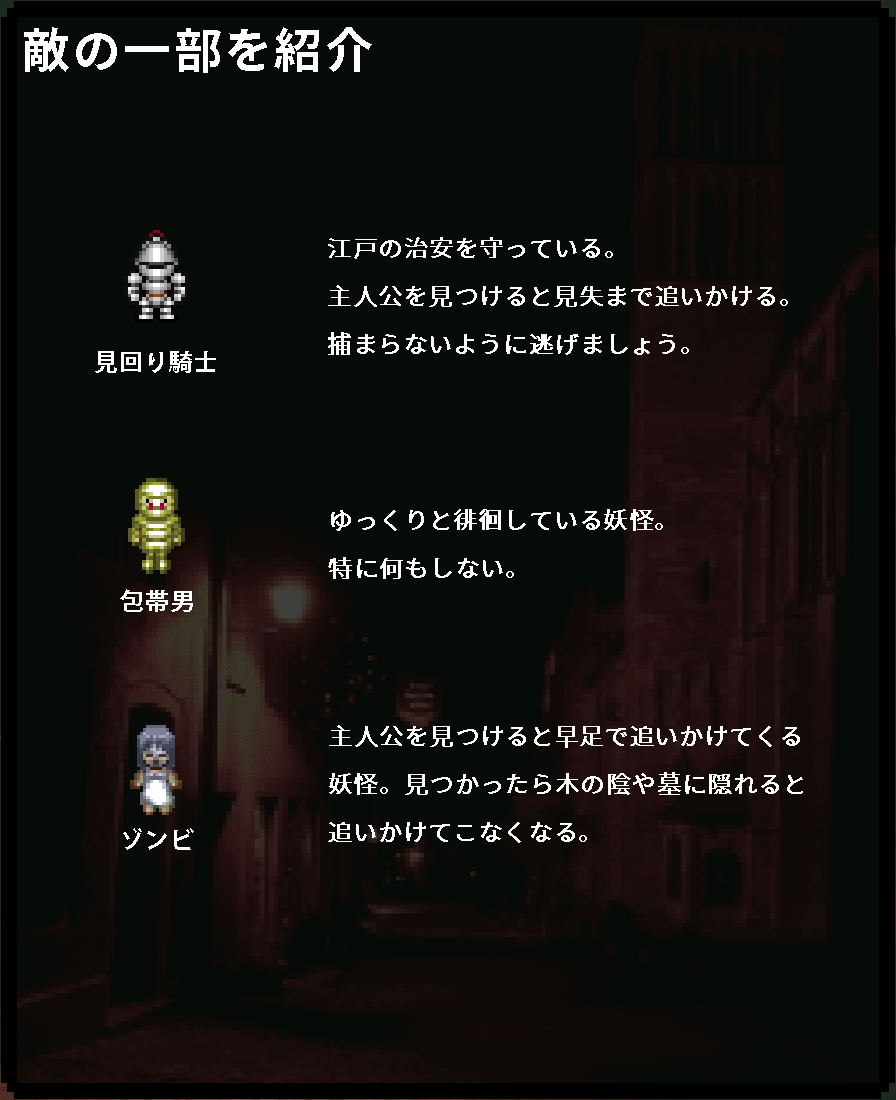 敵の一部を紹介
江戸の治安を守っている。
主人公を見つけると見失まで追いかける。
捕まらないように逃げましょう。
見回り騎士
ゆっくりと徘徊している妖怪。
特に何もしない。
包帯男
主人公を見つけると早足で追いかけてくる
妖怪。見つかったら木の陰や墓に隠れると
追いかけてこなくなる。
ゾンビ